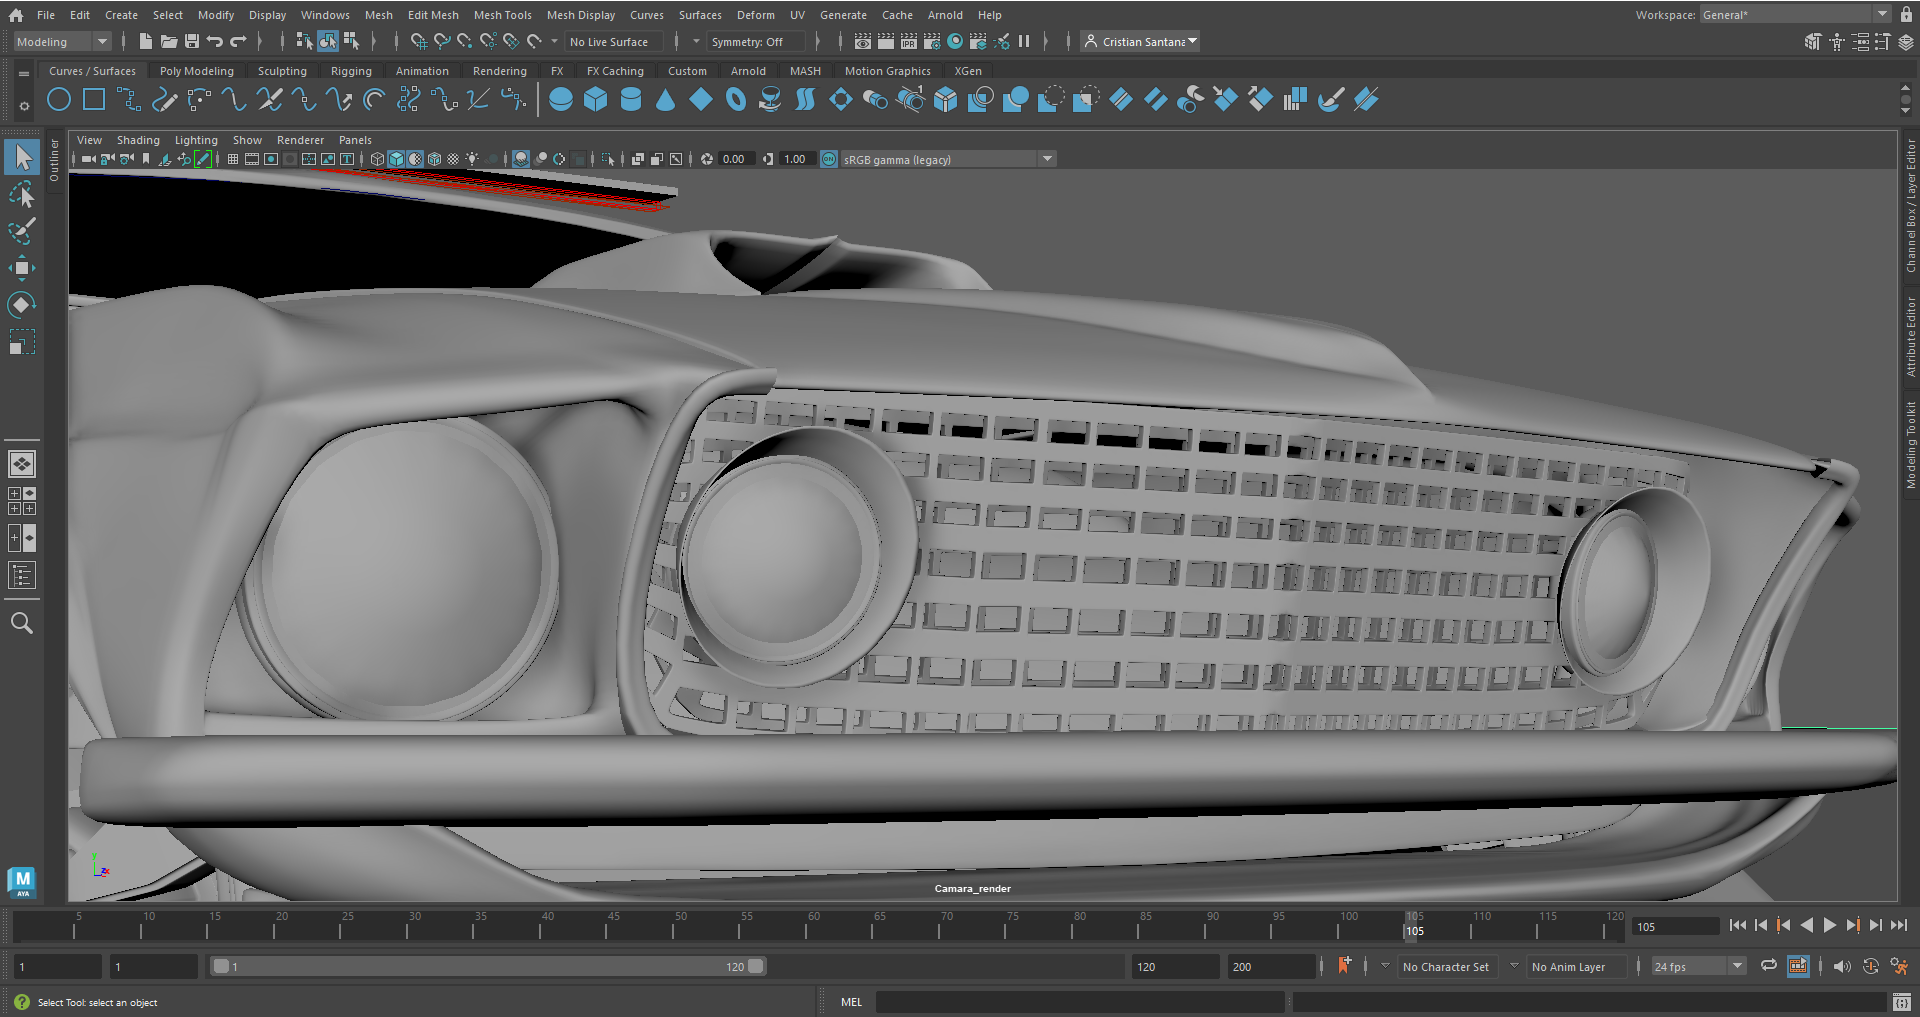 File Edit Create Select Modify Display Windows Mesh Edit Mesh Mesh Tools Mesh Display Curves Surfaces Deform UV Generate Cache Arnold Help Workspace: General*
Modeling No Live Surface Symmetry: Off IPR Cristian Santana
Curves / Surfaces Poly Modeling Sculpting Rigging Animation Rendering FX FX Caching Custom Arnold MASH Motion Graphics XGen
View Shading Lighting Show Renderer Panels
0.00 1.00 ON sRGB gamma (legacy)
Outliner
Channel Box / Layer Editor
Attribute Editor
Modeling Toolkit
Camara_render
M
AYA
5 10 15 20 25 30 35 40 45 50 55 60 65 70 75 80 85 90 95 100 105 110 115 120
105 105
1 1 1 120 120 200 No Character Set No Anim Layer 24 fps
Select Tool: select an object MEL